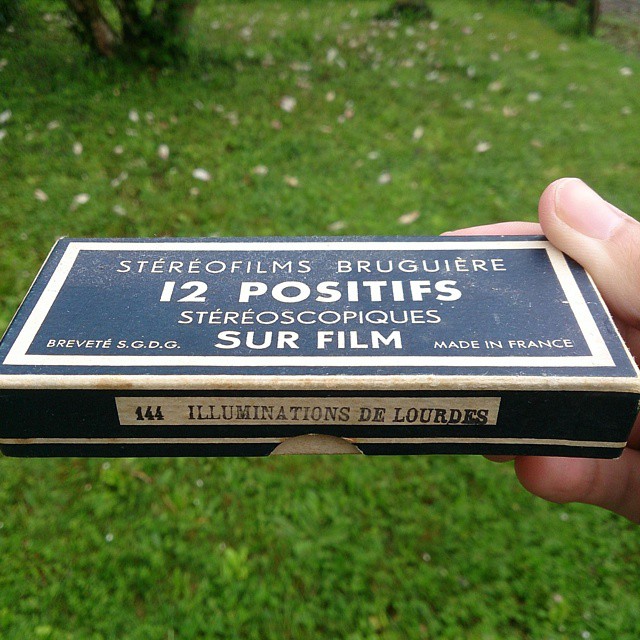 STÉRÉOFILMS BRUGUIÈRE
12 POSITIFS
STÉRÉOSCOPIQUES
BREVETÉ S.G.D.G. SUR FILM MADE IN FRANCE
144 ILLUMINATIONS DE LOURDES